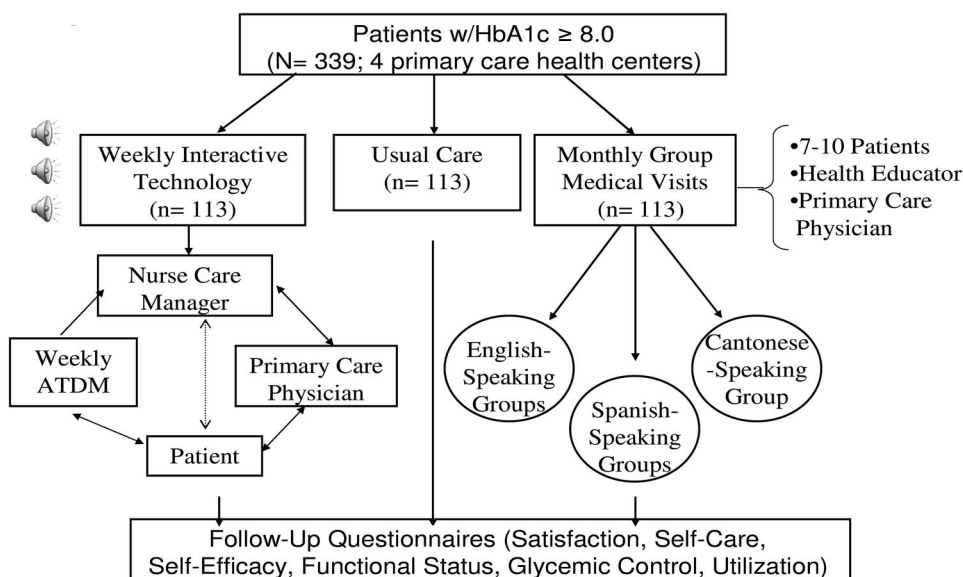 Patients w/HbA1c ≥ 8.0
(N= 339; 4 primary care health centers)
Weekly Interactive
Technology
(n= 113)
Usual Care
(n= 113)
Monthly Group
Medical Visits
(n= 113)
•7-10 Patients
•Health Educator
•Primary Care
Physician
Nurse Care
Manager
Weekly
ATDM
Primary Care
Physician
Patient
English-
Speaking
Groups
Spanish-
Speaking
Groups
Cantonese
-Speaking
Group
Follow-Up Questionnaires (Satisfaction, Self-Care,
Self-Efficacy, Functional Status, Glycemic Control, Utilization)